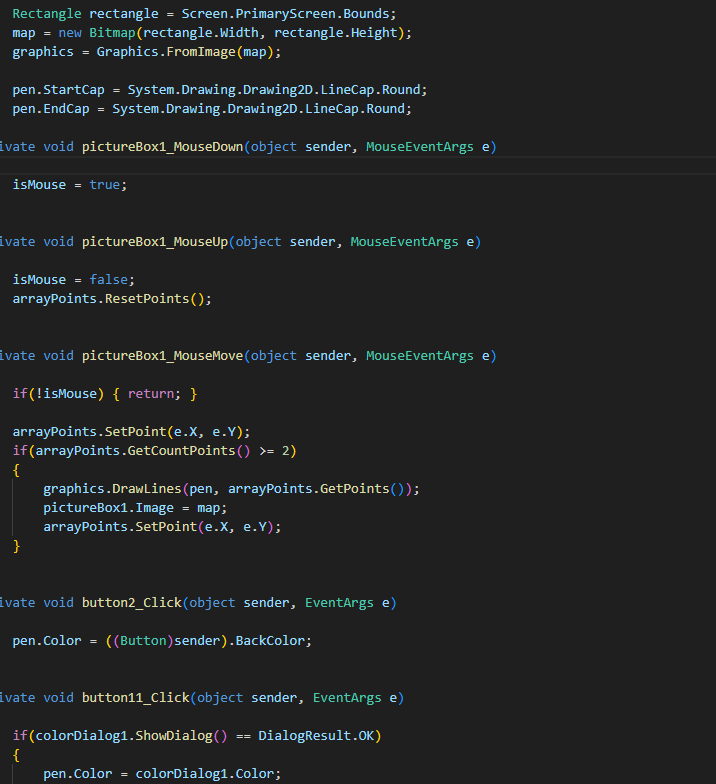 Rectangle rectangle = Screen.PrimaryScreen.Bounds;
map = new Bitmap(rectangle.Width, rectangle.Height);
graphics = Graphics.FromImage(map);
pen.StartCap = System.Drawing.Drawing2D.LineCap.Round;
pen.EndCap = System.Drawing.Drawing2D.LineCap.Round;
ivate void pictureBox1_MouseDown(object sender, MouseEventArgs e)
isMouse = true;
ivate void pictureBox1_MouseUp(object sender, MouseEventArgs e)
isMouse = false;
arrayPoints.ResetPoints();
ivate void pictureBox1_MouseMove(object sender, MouseEventArgs e)
if(!isMouse) { return; }
arrayPoints.SetPoint(e.X, e.Y);
if(arrayPoints.GetCountPoints() >= 2)
{
graphics.DrawLines(pen, arrayPoints.GetPoints());
pictureBox1.Image = map;
arrayPoints.SetPoint(e.X, e.Y);
}
ivate void button2_Click(object sender, EventArgs e)
pen.Color = ((Button)sender).BackColor;
ivate void button11_Click(object sender, EventArgs e)
if(colorDialog1.ShowDialog() == DialogResult.OK)
{
pen.Color = colorDialog1.Color;